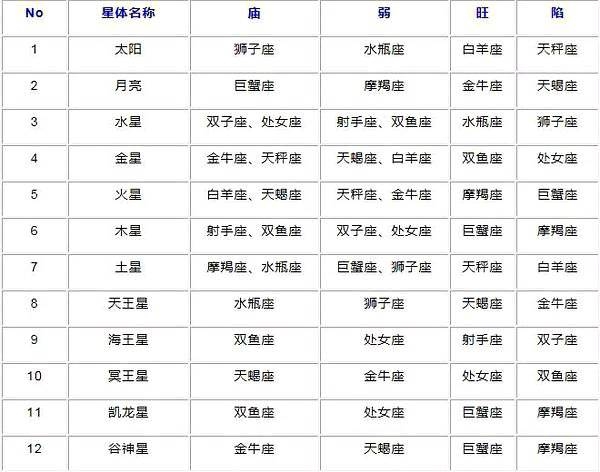 No 星体名称 庙 弱 旺 陷
1 太阳 狮子座 水瓶座 白羊座 天秤座
2 月亮 巨蟹座 摩羯座 金牛座 天蝎座
3 水星 双子座、处女座 射手座、双鱼座 水瓶座 狮子座
4 金星 金牛座、天秤座 天蝎座、白羊座 双鱼座 处女座
5 火星 白羊座、天蝎座 天秤座、金牛座 摩羯座 巨蟹座
6 木星 射手座、双鱼座 双子座、处女座 巨蟹座 摩羯座
7 土星 摩羯座、水瓶座 巨蟹座、狮子座 天秤座 白羊座
8 天王星 水瓶座 狮子座 天蝎座 金牛座
9 海王星 双鱼座 处女座 射手座 双子座
10 冥王星 天蝎座 金牛座 处女座 双鱼座
11 凯龙星 双鱼座 处女座 巨蟹座 摩羯座
12 谷神星 金牛座 天蝎座 巨蟹座 摩羯座